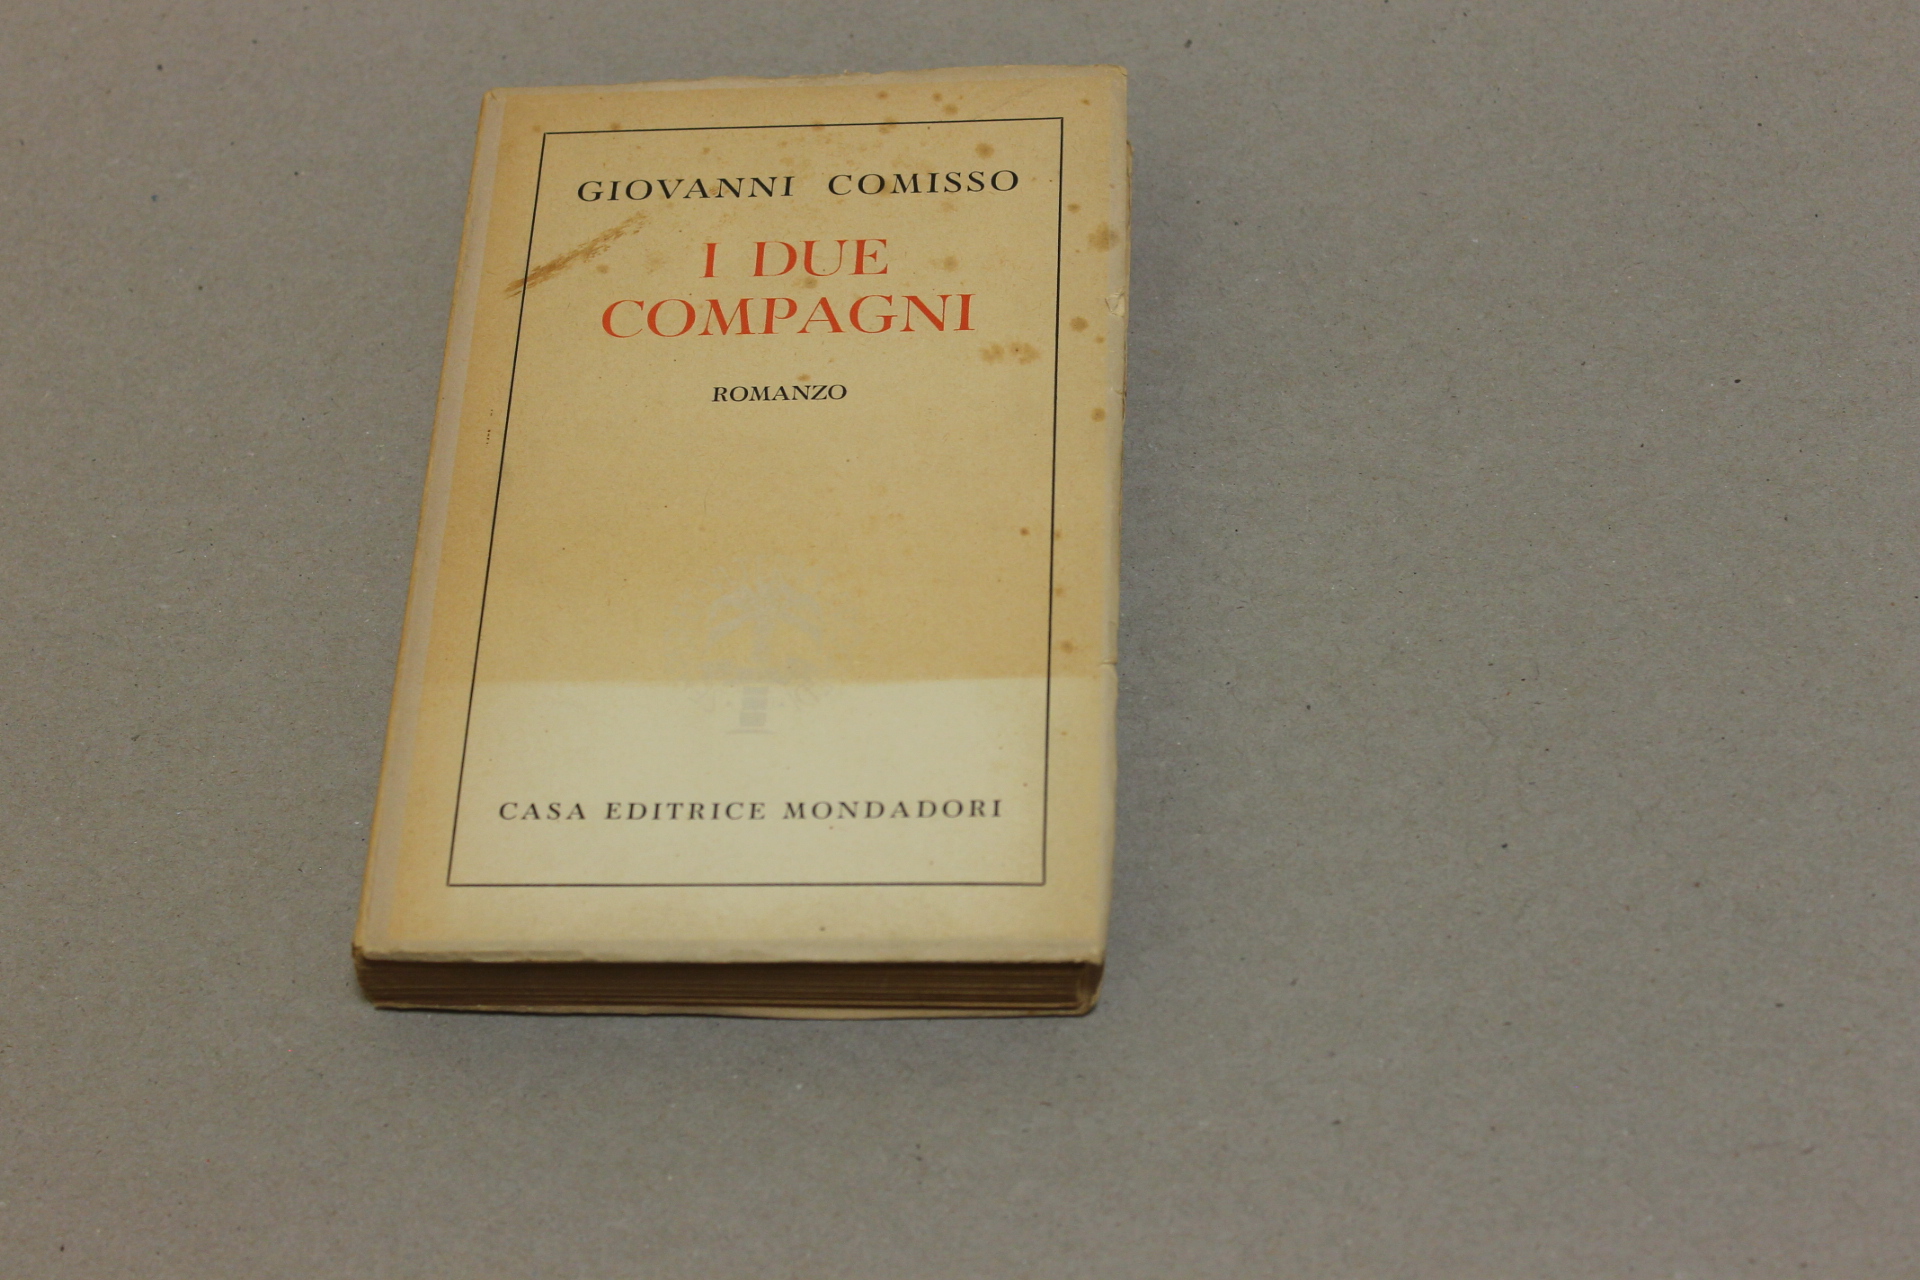 GIOVANNI COMISSO
I DUE
COMPAGNI
ROMANZO
CASA EDITRICE MONDADORI